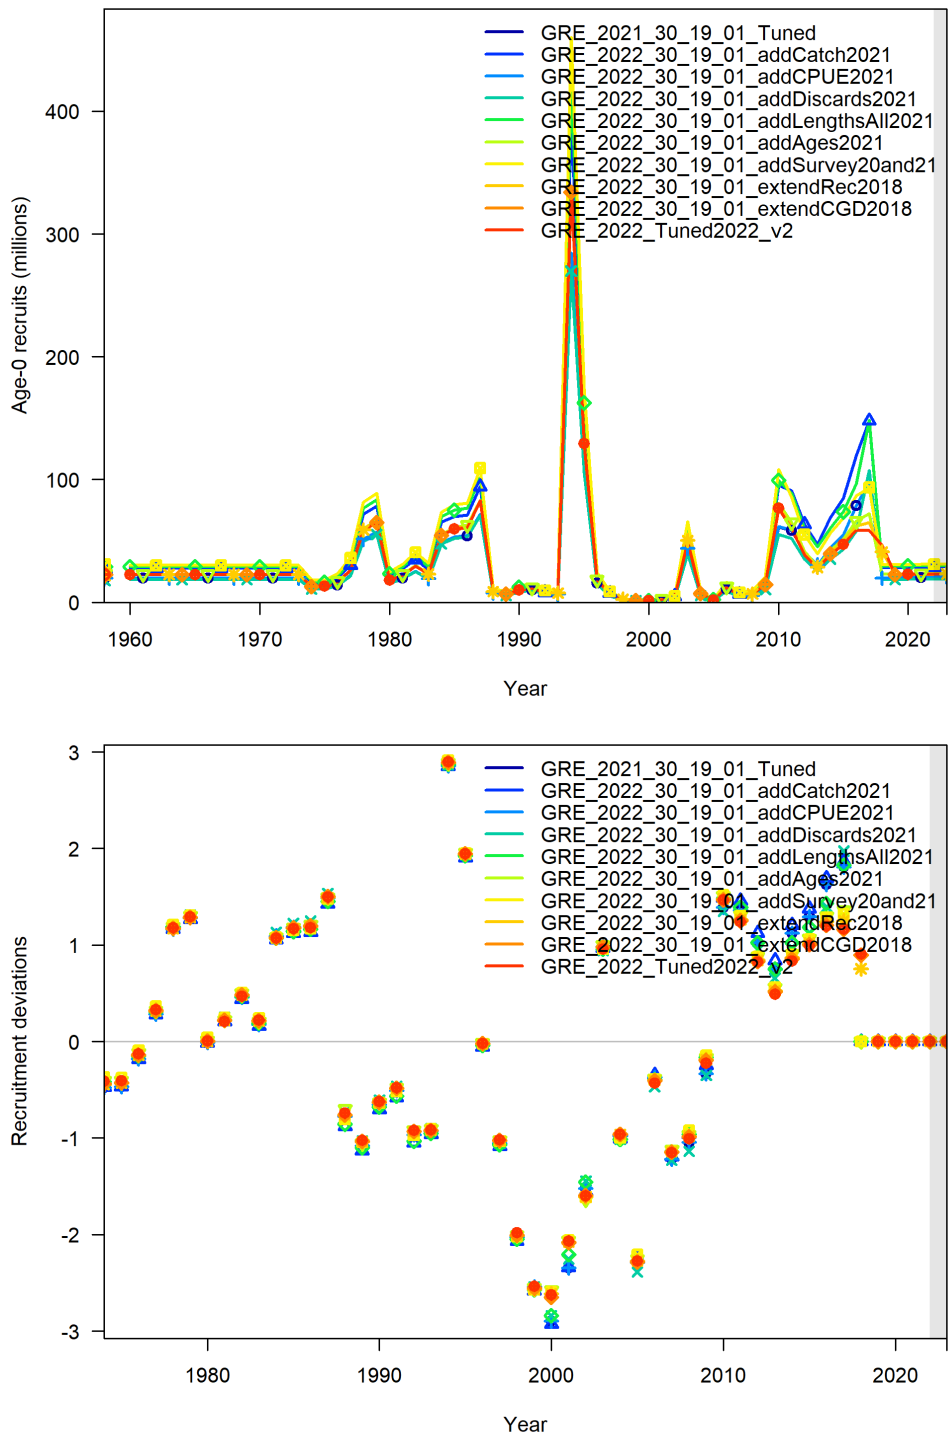 GRE_2021_30_19_01_Tuned
GRE_2022_30_19_01_addCatch2021
GRE_2022_30_19_01_addCPUE2021
GRE_2022_30_19_01_addDiscards2021
GRE_2022_30_19_01_addLengthsAll2021
GRE_2022_30_19_01_addAges2021
GRE_2022_30_19_01_addSurvey20and21
GRE_2022_30_19_01_extendRec2018
GRE_2022_30_19_01_extendCGD2018
GRE_2022_Tuned2022_v2
Age-0 recruits (millions)
400
300
200
100
0
1960 1970 1980 1990 2000 2010 2020
Year
GRE_2021_30_19_01_Tuned
GRE_2022_30_19_01_addCatch2021
GRE_2022_30_19_01_addCPUE2021
GRE_2022_30_19_01_addDiscards2021
GRE_2022_30_19_01_addLengthsAll2021
GRE_2022_30_19_01_addAges2021
GRE_2022_30_19_01_addSurvey20and21
GRE_2022_30_19_01_extendRec2018
GRE_2022_30_19_01_extendCGD2018
GRE_2022_Tuned2022_v2
Recruitment deviations
3
2
1
0
-1
-2
-3
1980 1990 2000 2010 2020
Year